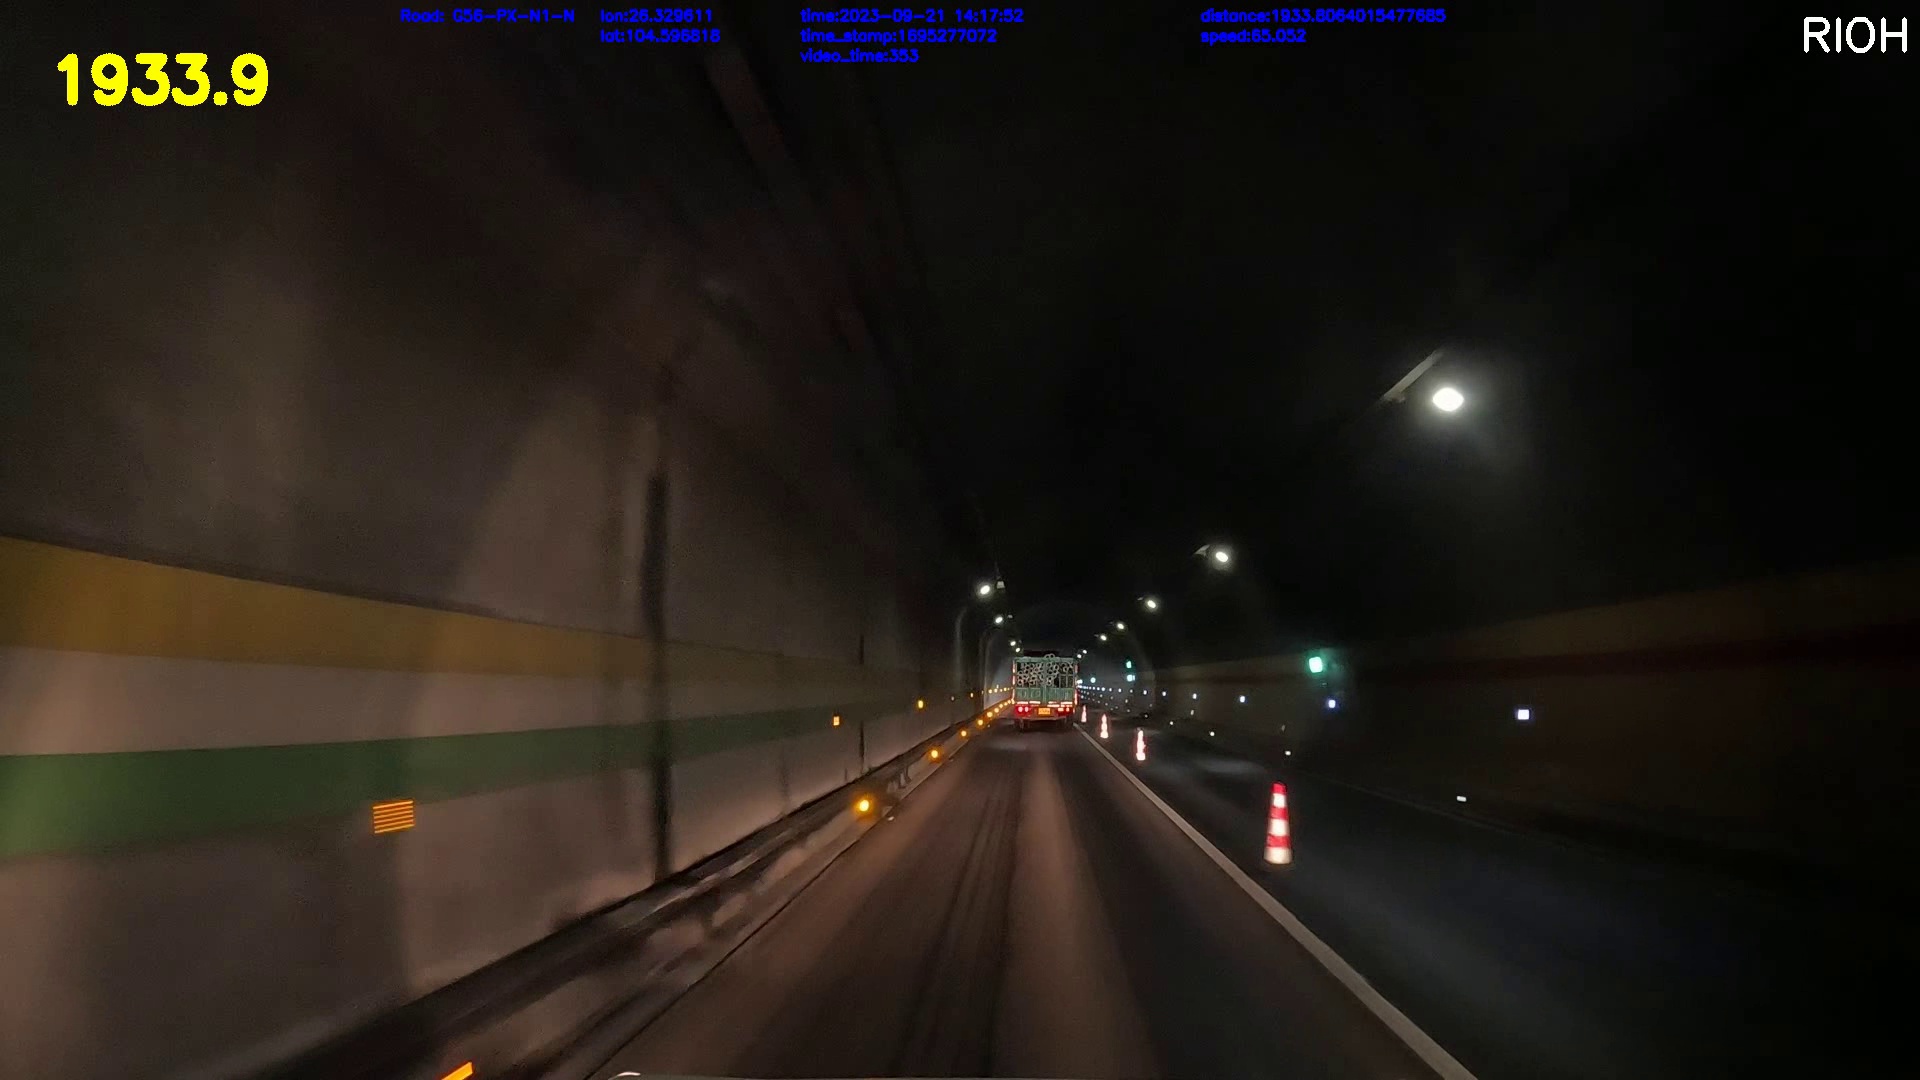 Road: G56-PX-N1-N lon:26.329611 time:2023-09-21 14:17:52 distance:1933.8064015477685
lat:104.596818 time_stamp:1695277072 speed:65.052
video_time:353
RIOH
1933.9